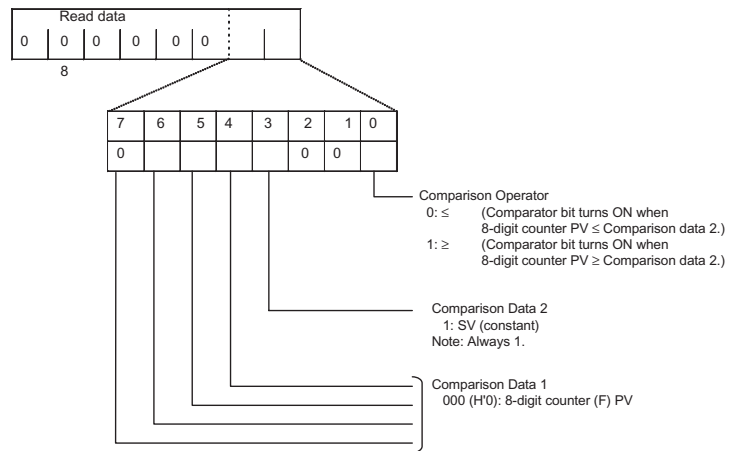 Read data
0 0 0 0 0 0
8
7 6 5 4 3 2 1 0
0 0 0
Comparison Operator
0: ≤ (Comparator bit turns ON when
8-digit counter PV ≤ Comparison data 2.)
1: ≥ (Comparator bit turns ON when
8-digit counter PV ≥ Comparison data 2.)
Comparison Data 2
1: SV (constant)
Note: Always 1.
Comparison Data 1
000 (H'0): 8-digit counter (F) PV